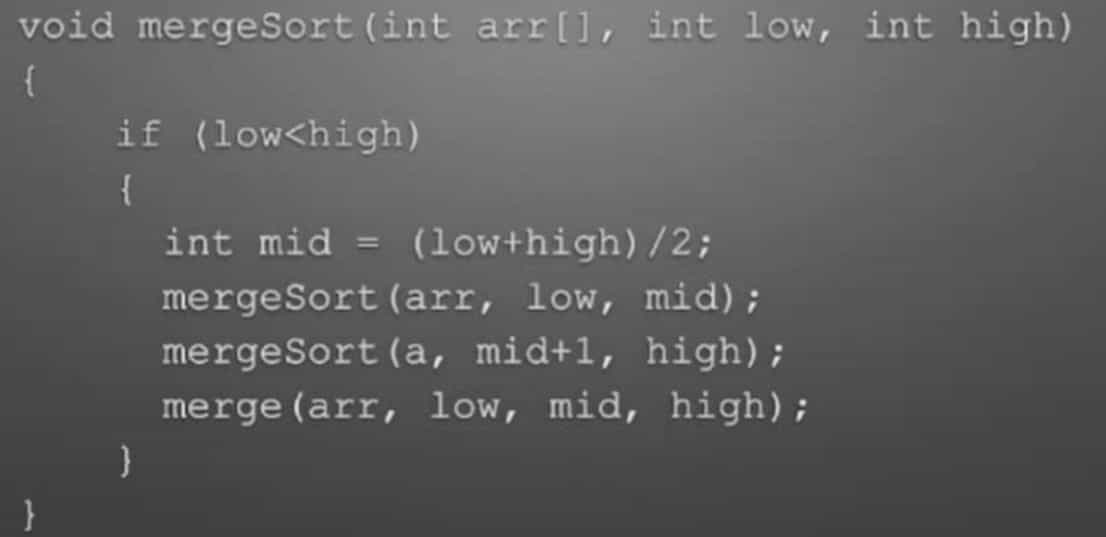 void mergeSort(int arr[], int low, int high)
{
if (low<high)
{
int mid = (low+high)/2;
mergeSort(arr, low, mid);
mergeSort(a, mid+1, high);
merge(arr, low, mid, high);
}
}